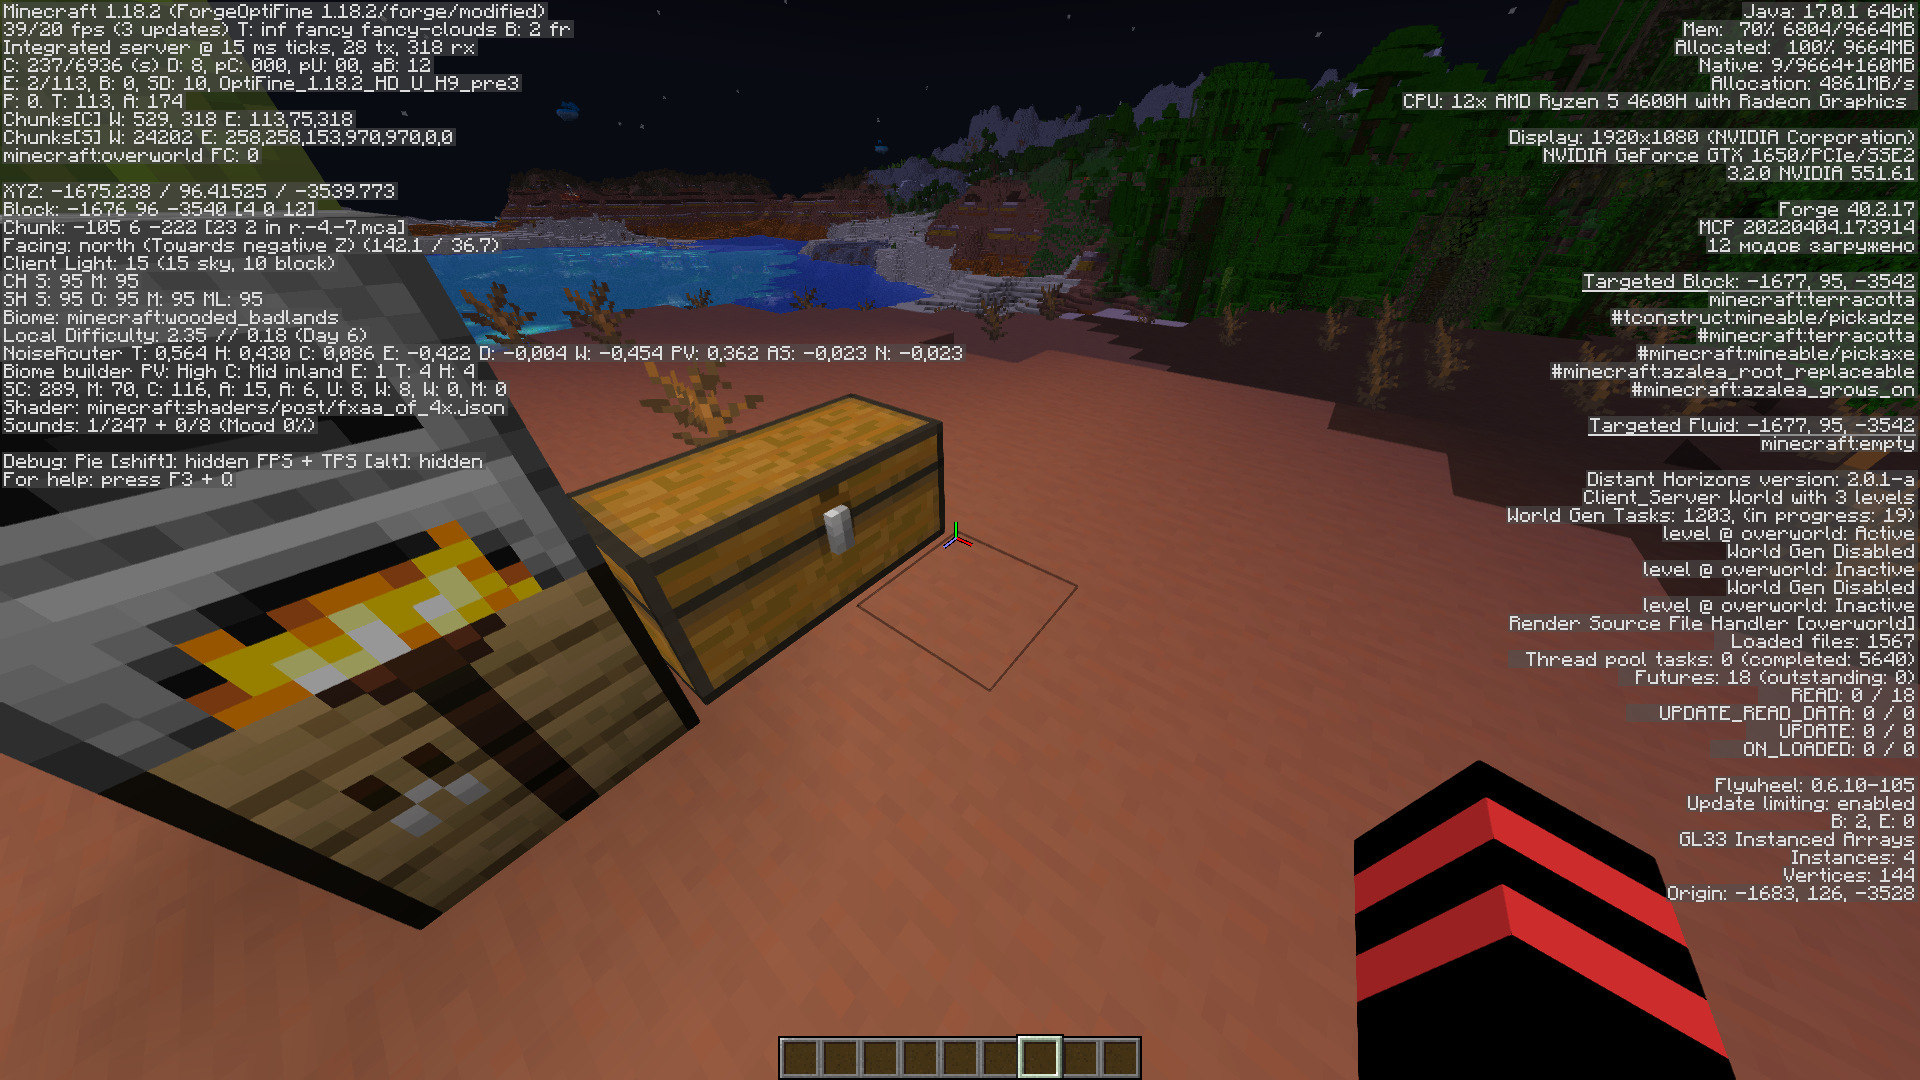 Minecraft 1.18.2 (ForgeOptiFine 1.18.2/forge/modified)
39/20 fps (3 updates) T: inf fancy fancy-clouds B: 2 fr
Integrated server @ 15 ms ticks, 28 tx, 318 rx
C: 237/6936 (s) D: 8, pC: 000, pU: 00, aB: 12
E: 2/113, B: 0, SD: 10, OptiFine_1.18.2_HD_U_H9_pre3
P: 0. T: 113, A: 174
Chunks[C] W: 529, 318 E: 113,75,318
Chunks[S] W: 24202 E: 258,258,153,970,970,0,0
minecraft:overworld FC: 0
XYZ: -1675.238 / 96.41525 / -3539.773
Block: -1676 96 -3540 [4 0 12]
Chunk: -105 6 -222 [23 2 in r.-4.-7.mca]
Facing: north (Towards negative Z) (142.1 / 36.7)
Client Light: 15 (15 sky, 10 block)
CH S: 95 M: 95
SH S: 95 O: 95 M: 95 ML: 95
Biome: minecraft:wooded_badlands
Local Difficulty: 2.35 // 0.18 (Day 6)
NoiseRouter T: 0,564 H: 0,430 C: 0,086 E: -0,422 D: -0,004 W: -0,454 PV: 0,362 AS: -0,023 N: -0,023
Biome builder PV: High C: Mid inland E: 1 T: 4 H: 4
SC: 289, M: 70, C: 116, A: 15, A: 6, U: 8, W: 8, W: 0, M: 0
Shader: minecraft:shaders/post/fxaa_of_4x.json
Sounds: 1/247 + 0/8 (Mood 0%)
Debug: Pie [shift]: hidden FPS + TPS [alt]: hidden
For help: press F3 + Q
Java: 17.0.1 64bit
Mem: 70% 6804/9664MB
Allocated: 100% 9664MB
Native: 9/9664+160MB
Allocation: 4861MB/s
CPU: 12x AMD Ryzen 5 4600H with Radeon Graphics
Display: 1920x1080 (NVIDIA Corporation)
NVIDIA GeForce GTX 1650/PCIe/SSE2
3.2.0 NVIDIA 551.61
Forge 40.2.17
MCP 20220404.173914
12 модов загружено
Targeted Block: -1677, 95, -3542
minecraft:terracotta
#tconstruct:mineable/pickadze
#minecraft:terracotta
#minecraft:mineable/pickaxe
#minecraft:azalea_root_replaceable
#minecraft:azalea_grows_on
Targeted Fluid: -1677, 95, -3542
minecraft:empty
Distant Horizons version: 2.0.1-a
Client_Server World with 3 levels
World Gen Tasks: 1203, (in progress: 19)
level @ overworld: Active
World Gen Disabled
level @ overworld: Inactive
World Gen Disabled
level @ overworld: Inactive
Render Source File Handler [overworld]
Loaded files: 1567
Thread pool tasks: 0 (completed: 5640)
Futures: 18 (outstanding: 0)
READ: 0 / 18
UPDATE_READ_DATA: 0 / 0
UPDATE: 0 / 0
ON_LOADED: 0 / 0
Flywheel: 0.6.10-105
Update limiting: enabled
B: 2, E: 0
GL33 Instanced Arrays
Instances: 4
Vertices: 144
Origin: -1683, 126, -3528